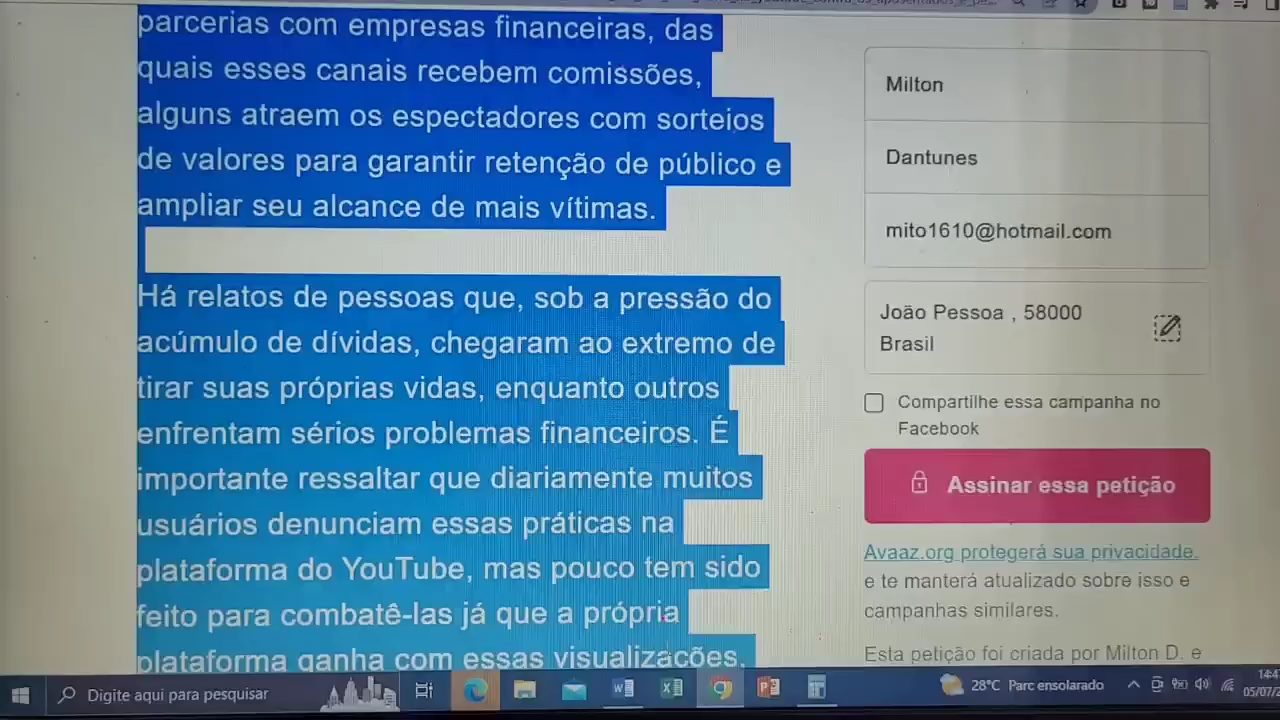 parcerias com empresas financeiras, das
quais esses canais recebem comissões,
alguns atraem os espectadores com sorteios
de valores para garantir retenção de público e
ampliar seu alcance de mais vítimas.
Há relatos de pessoas que, sob a pressão do
acúmulo de dívidas, chegaram ao extremo de
tirar suas próprias vidas, enquanto outros
enfrentam sérios problemas financeiros. É
importante ressaltar que diariamente muitos
usuários denunciam essas práticas na
plataforma do YouTube, mas pouco tem sido
feito para combatê-las já que a própria
plataforma ganha com essas visualizações,
Milton
Dantunes
mito1610@hotmail.com
João Pessoa , 58000
Brasil
Compartilhe essa campanha no
Facebook
Assinar essa petição
Avaaz.org protegerá sua privacidade.
e te manterá atualizado sobre isso e
campanhas similares.
Esta petição foi criada por Milton D. e
Digite aqui para pesquisar
28°C Parc ensolarado